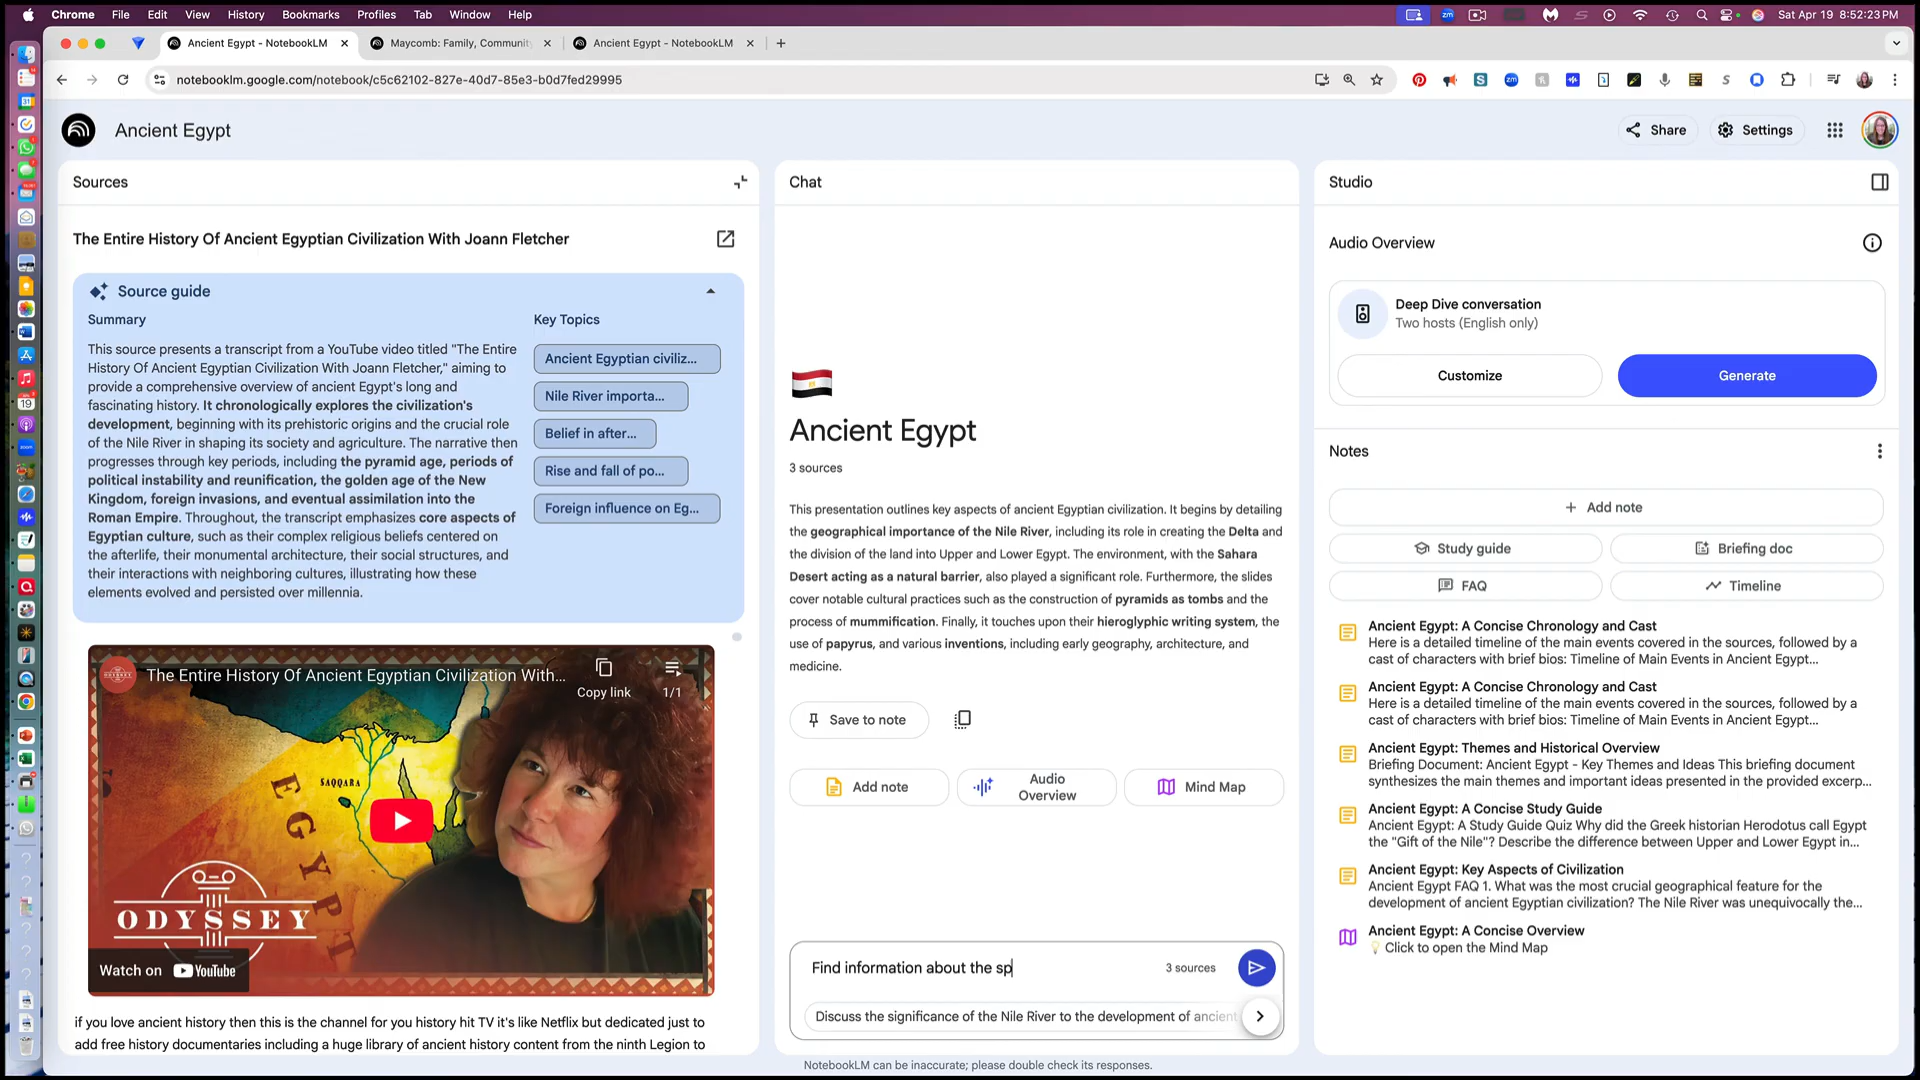 Chrome File Edit View History Bookmarks Profiles Tab Window Help
Sat Apr 19 8:52:23 PM
Ancient Egypt - NotebookLM
Maycomb: Family, Community
Ancient Egypt - NotebookLM
notebooklm.google.com/notebook/c5c62102-827e-40d7-85e3-b0d7fed29995
Ancient Egypt
Share
Settings
Sources
The Entire History Of Ancient Egyptian Civilization With Joann Fletcher
Source guide
Summary
This source presents a transcript from a YouTube video titled "The Entire
History Of Ancient Egyptian Civilization With Joann Fletcher," aiming to
provide a comprehensive overview of ancient Egypt's long and
fascinating history. It chronologically explores the civilization's
development, beginning with its prehistoric origins and the crucial role
of the Nile River in shaping its society and agriculture. The narrative then
progresses through key periods, including the pyramid age, periods of
political instability and reunification, the golden age of the New
Kingdom, foreign invasions, and eventual assimilation into the
Roman Empire. Throughout, the transcript emphasizes core aspects of
Egyptian culture, such as their complex religious beliefs centered on
the afterlife, their monumental architecture, their social structures, and
their interactions with neighboring cultures, illustrating how these
elements evolved and persisted over millennia.
Key Topics
Ancient Egyptian civiliz...
Nile River importa...
Belief in after...
Rise and fall of po...
Foreign influence on Eg...
The Entire History Of Ancient Egyptian Civilization With...
Copy link
1/1
SAQQARA
EGYPT
ODYSSEY
Watch on YouTube
if you love ancient history then this is the channel for you history hit TV it's like Netflix but dedicated just to
add free history documentaries including a huge library of ancient history content from the ninth Legion to
Chat
Ancient Egypt
3 sources
This presentation outlines key aspects of ancient Egyptian civilization. It begins by detailing
the geographical importance of the Nile River, including its role in creating the Delta and
the division of the land into Upper and Lower Egypt. The environment, with the Sahara
Desert acting as a natural barrier, also played a significant role. Furthermore, the slides
cover notable cultural practices such as the construction of pyramids as tombs and the
process of mummification. Finally, it touches upon their hieroglyphic writing system, the
use of papyrus, and various inventions, including early geography, architecture, and
medicine.
Save to note
Add note
Audio
Overview
Mind Map
Find information about the sp
3 sources
Discuss the significance of the Nile River to the development of ancient
NotebookLM can be inaccurate; please double check its responses.
Studio
Audio Overview
Deep Dive conversation
Two hosts (English only)
Customize
Generate
Notes
+ Add note
Study guide
Briefing doc
FAQ
Timeline
Ancient Egypt: A Concise Chronology and Cast
Here is a detailed timeline of the main events covered in the sources, followed by a
cast of characters with brief bios: Timeline of Main Events in Ancient Egypt...
Ancient Egypt: A Concise Chronology and Cast
Here is a detailed timeline of the main events covered in the sources, followed by a
cast of characters with brief bios: Timeline of Main Events in Ancient Egypt...
Ancient Egypt: Themes and Historical Overview
Briefing Document: Ancient Egypt - Key Themes and Ideas This briefing document
synthesizes the main themes and important ideas presented in the provided excerp...
Ancient Egypt: A Concise Study Guide
Ancient Egypt: A Study Guide Quiz Why did the Greek historian Herodotus call Egypt
the "Gift of the Nile"? Describe the difference between Upper and Lower Egypt in...
Ancient Egypt: Key Aspects of Civilization
Ancient Egypt FAQ 1. What was the most crucial geographical feature for the
development of ancient Egyptian civilization? The Nile River was unequivocally the...
Ancient Egypt: A Concise Overview
Click to open the Mind Map